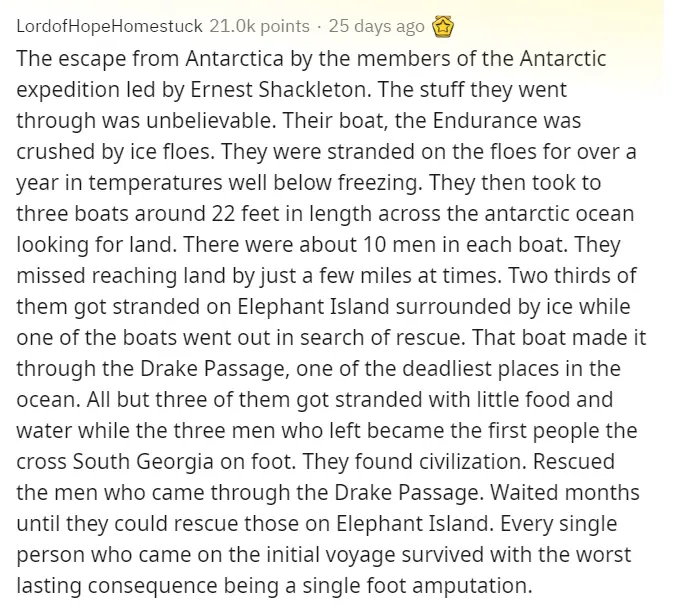 LordofHopeHomestuck 21.0k points · 25 days ago
The escape from Antarctica by the members of the Antarctic
expedition led by Ernest Shackleton. The stuff they went
through was unbelievable. Their boat, the Endurance was
crushed by ice floes. They were stranded on the floes for over a
year in temperatures well below freezing. They then took to
three boats around 22 feet in length across the antarctic ocean
looking for land. There were about 10 men in each boat. They
missed reaching land by just a few miles at times. Two thirds of
them got stranded on Elephant Island surrounded by ice while
one of the boats went out in search of rescue. That boat made it
through the Drake Passage, one of the deadliest places in the
ocean. All but three of them got stranded with little food and
water while the three men who left became the first people the
cross South Georgia on foot. They found civilization. Rescued
the men who came through the Drake Passage. Waited months
until they could rescue those on Elephant Island. Every single
person who came on the initial voyage survived with the worst
lasting consequence being a single foot amputation.